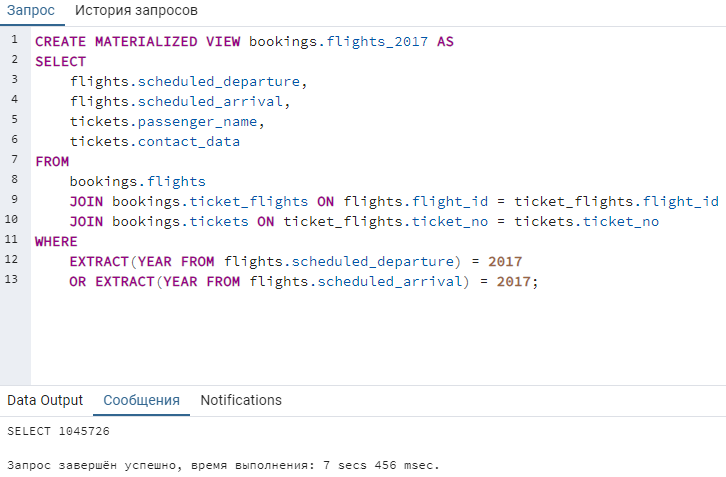 Запрос История запросов
1 CREATE MATERIALIZED VIEW bookings.flights_2017 AS
2 SELECT
3 flights.scheduled_departure,
4 flights.scheduled_arrival,
5 tickets.passenger_name,
6 tickets.contact_data
7 FROM
8 bookings.flights
9 JOIN bookings.ticket_flights ON flights.flight_id = ticket_flights.flight_id
10 JOIN bookings.tickets ON ticket_flights.ticket_no = tickets.ticket_no
11 WHERE
12 EXTRACT(YEAR FROM flights.scheduled_departure) = 2017
13 OR EXTRACT(YEAR FROM flights.scheduled_arrival) = 2017;
Data Output Сообщения Notifications
SELECT 1045726
Запрос завершён успешно, время выполнения: 7 secs 456 msec.